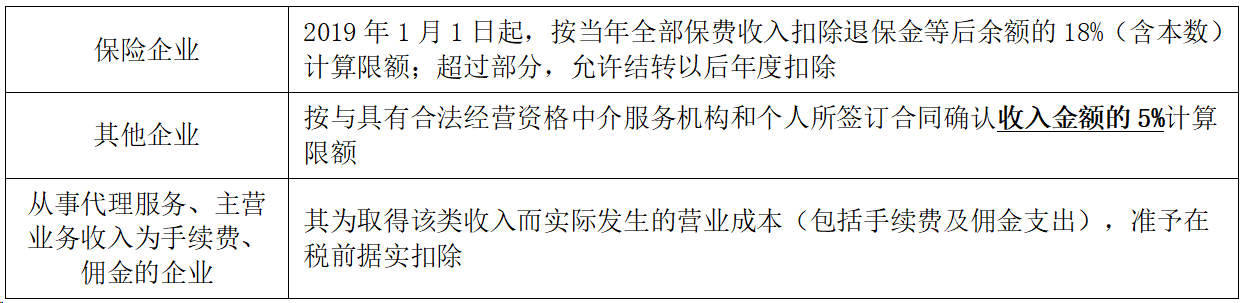 保险企业
2019 年 1 月 1 日起，按当年全部保费收入扣除退保金等后余额的 18%（含本数）
计算限额；超过部分，允许结转以后年度扣除
其他企业
按与具有合法经营资格中介服务机构和个人所签订合同确认收入金额的 5%计算
限额
从事代理服务、主营
业务收入为手续费、
佣金的企业
其为取得该类收入而实际发生的营业成本（包括手续费及佣金支出），准予在
税前据实扣除